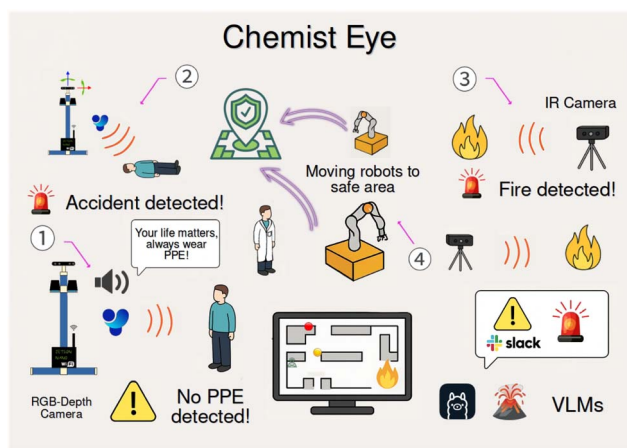 Chemist Eye
2
3
IR Camera
Moving robots to
safe area
Accident detected!
Fire detected!
1
Your life matters,
always wear
PPE!
4
slack
RGB-Depth
Camera
No PPE
detected!
VLMs